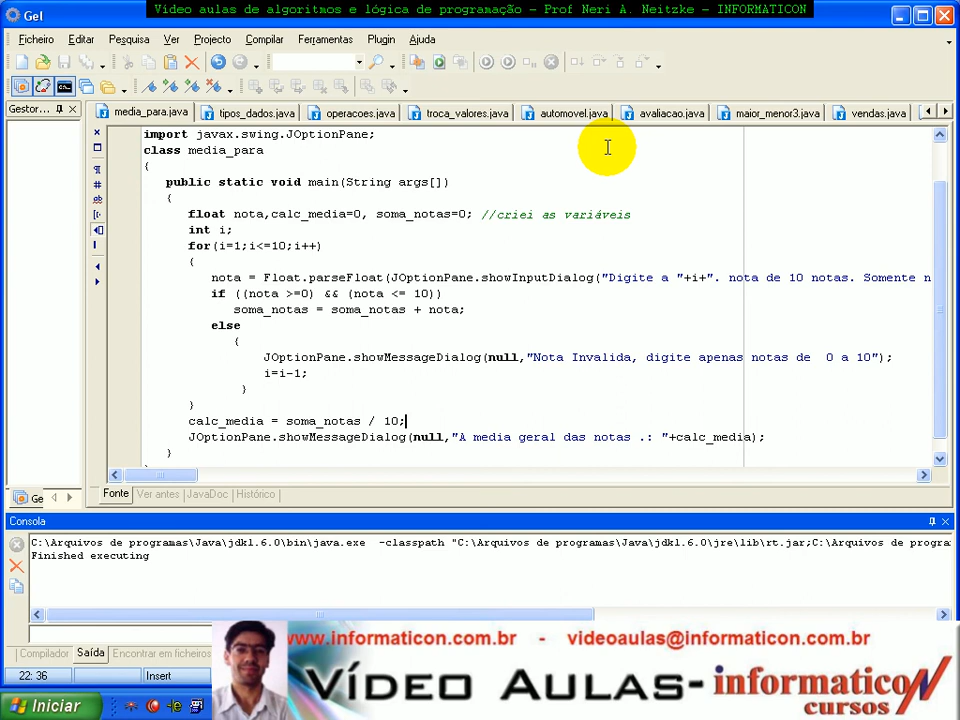 Vídeo aulas de algoritmos e lógica de programação - Prof Neri A. Neitzke - INFORMATICON
Gel
Ficheiro Editar Pesquisa Ver Projecto Compilar Ferramentas Plugin Ajuda
Gestor...
media_para.java tipos_dados.java operacoes.java troca_valores.java automovel.java avaliacao.java maior_menor3.java vendas.java
import javax.swing.JOptionPane;
class media_para
{
public static void main(String args[])
{
float nota,calc_media=0, soma_notas=0; //criei as variáveis
int i;
for(i=1;i<=10;i++)
{
nota = Float.parseFloat(JOptionPane.showInputDialog("Digite a "+i+". nota de 10 notas. Somente n
if ((nota >=0) && (nota <= 10))
soma_notas = soma_notas + nota;
else
{
JOptionPane.showMessageDialog(null,"Nota Invalida, digite apenas notas de  0 a 10");
i=i-1;
}
}
calc_media = soma_notas / 10;
JOptionPane.showMessageDialog(null,"A media geral das notas .: "+calc_media);
}
Ge
Fonte Ver antes JavaDoc Histórico
Consola
C:\Arquivos de programas\Java\jdk1.6.0\bin\java.exe  -classpath "C:\Arquivos de programas\Java\jdk1.6.0\jre\lib\rt.jar;C:\Arquivos de progra
Finished executing
Compilador Saída Encontrar em ficheiros
22: 36 Insert
www.informaticon.com.br - videoaulas@informaticon.com.br
VÍDEO AULAS- informaticon
cursos
Iniciar